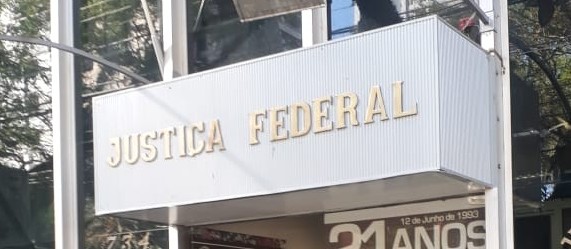 JUSTIÇA FEDERAL
12 de Junho de 1993
21 ANOS